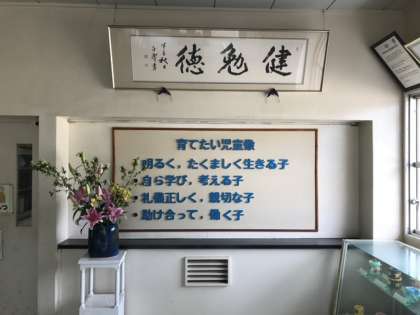 健勉徳
育てたい児童像
・明るく，たくましく生きる子
・自ら学び，考える子
・礼儀正しく，親切な子
・助け合って，働く子